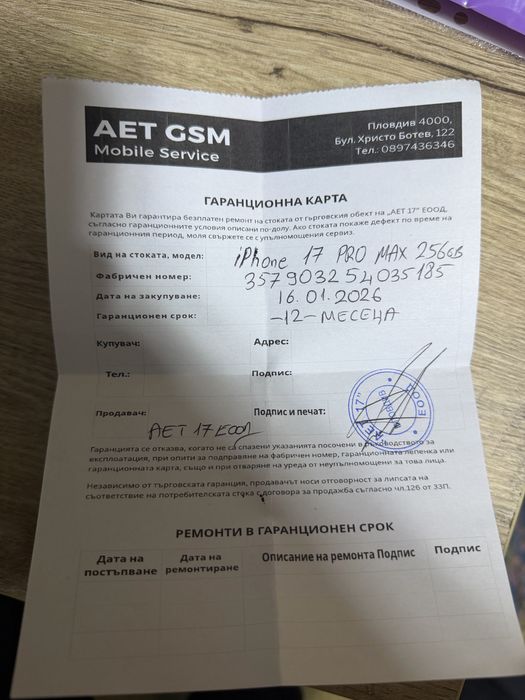 AET GSM
Mobile Service
Пловдив 4000,
Бул. Христо Ботев, 122
Тел.: 0897436346
ГАРАНЦИОННА КАРТА
Картата Ви гарантира безплатен ремонт на стоката от търговския обект на „АЕТ 17" ЕООД,
съгласно гаранционните условия описани по-долу. Ако стоката покаже дефект по време на
гаранционния период, моля свържете се с упълномощения сервиз.
Вид на стоката, модел: iPhone 17 PRO MAX 256GB
Фабричен номер: 357903254035185
Дата на закупуване: 16.01.2026
Гаранционен срок: -12- МЕСЕЦА
Купувач: Адрес:
Тел.: Подпис:
Продавач: АЕТ 17 ЕООД Подпис и печат:
АЕТ 17" ЕООД
ПЛОВДИВ
Гаранцията се отказва, когато не са спазени указанията посочени в ръководството за
експлоатация, при опити за подправяне на фабричен номер, гаранционната лепенка или
гаранционната карта, също и при отваряне на уреда от неупълномощени за това лица.
Независимо от търговската гаранция, продавачът носи отговорност за липсата на
съответствие на потребителската стока с договора за продажба съгласно чл.126 от ЗЗП.
РЕМОНТИ В ГАРАНЦИОНЕН СРОК
Дата на постъпване Дата на ремонтиране Описание на ремонта Подпис Подпис